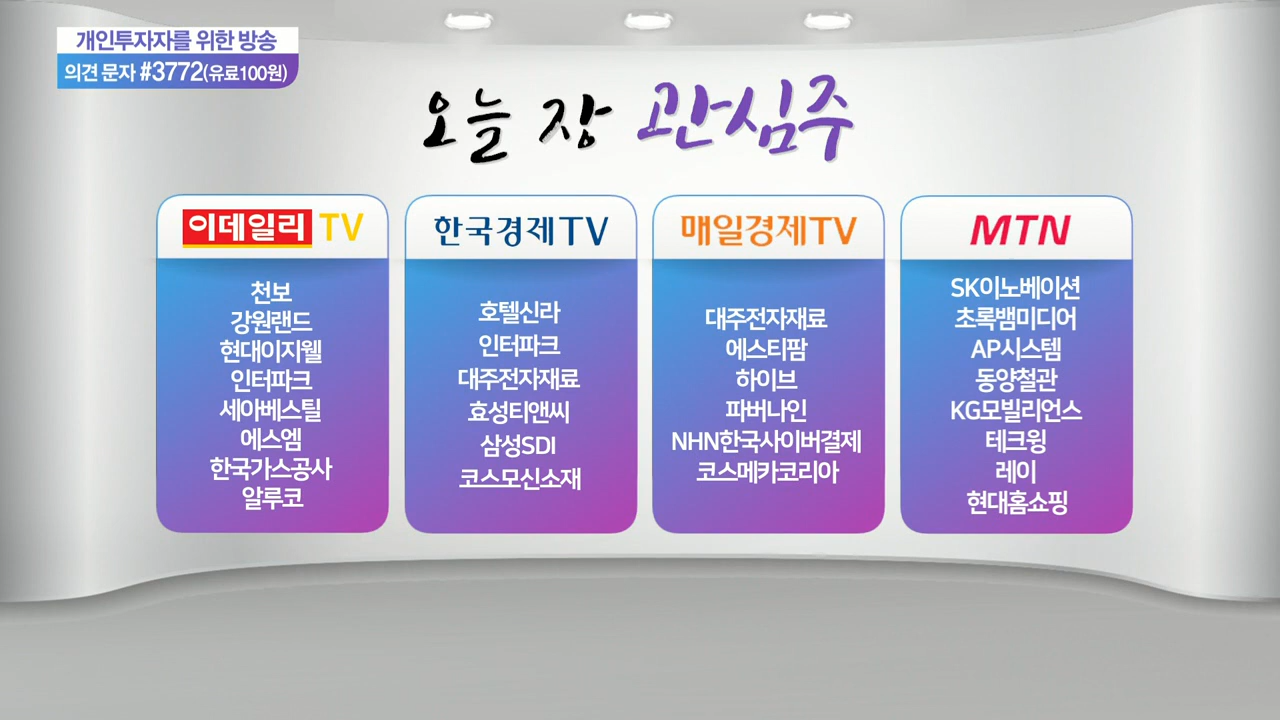 개인투자자를 위한 방송
의견 문자 #3772(유료100원)
오늘 장 관심주
이데일리 TV
천보
강원랜드
현대이지웰
인터파크
세아베스틸
에스엠
한국가스공사
알루코
한국경제TV
호텔신라
인터파크
대주전자재료
효성티앤씨
삼성SDI
코스모신소재
매일경제TV
대주전자재료
에스티팜
하이브
파버나인
NHN한국사이버결제
코스메카코리아
MTN
SK이노베이션
초록뱀미디어
AP시스템
동양철관
KG모빌리언스
테크윙
레이
현대홈쇼핑